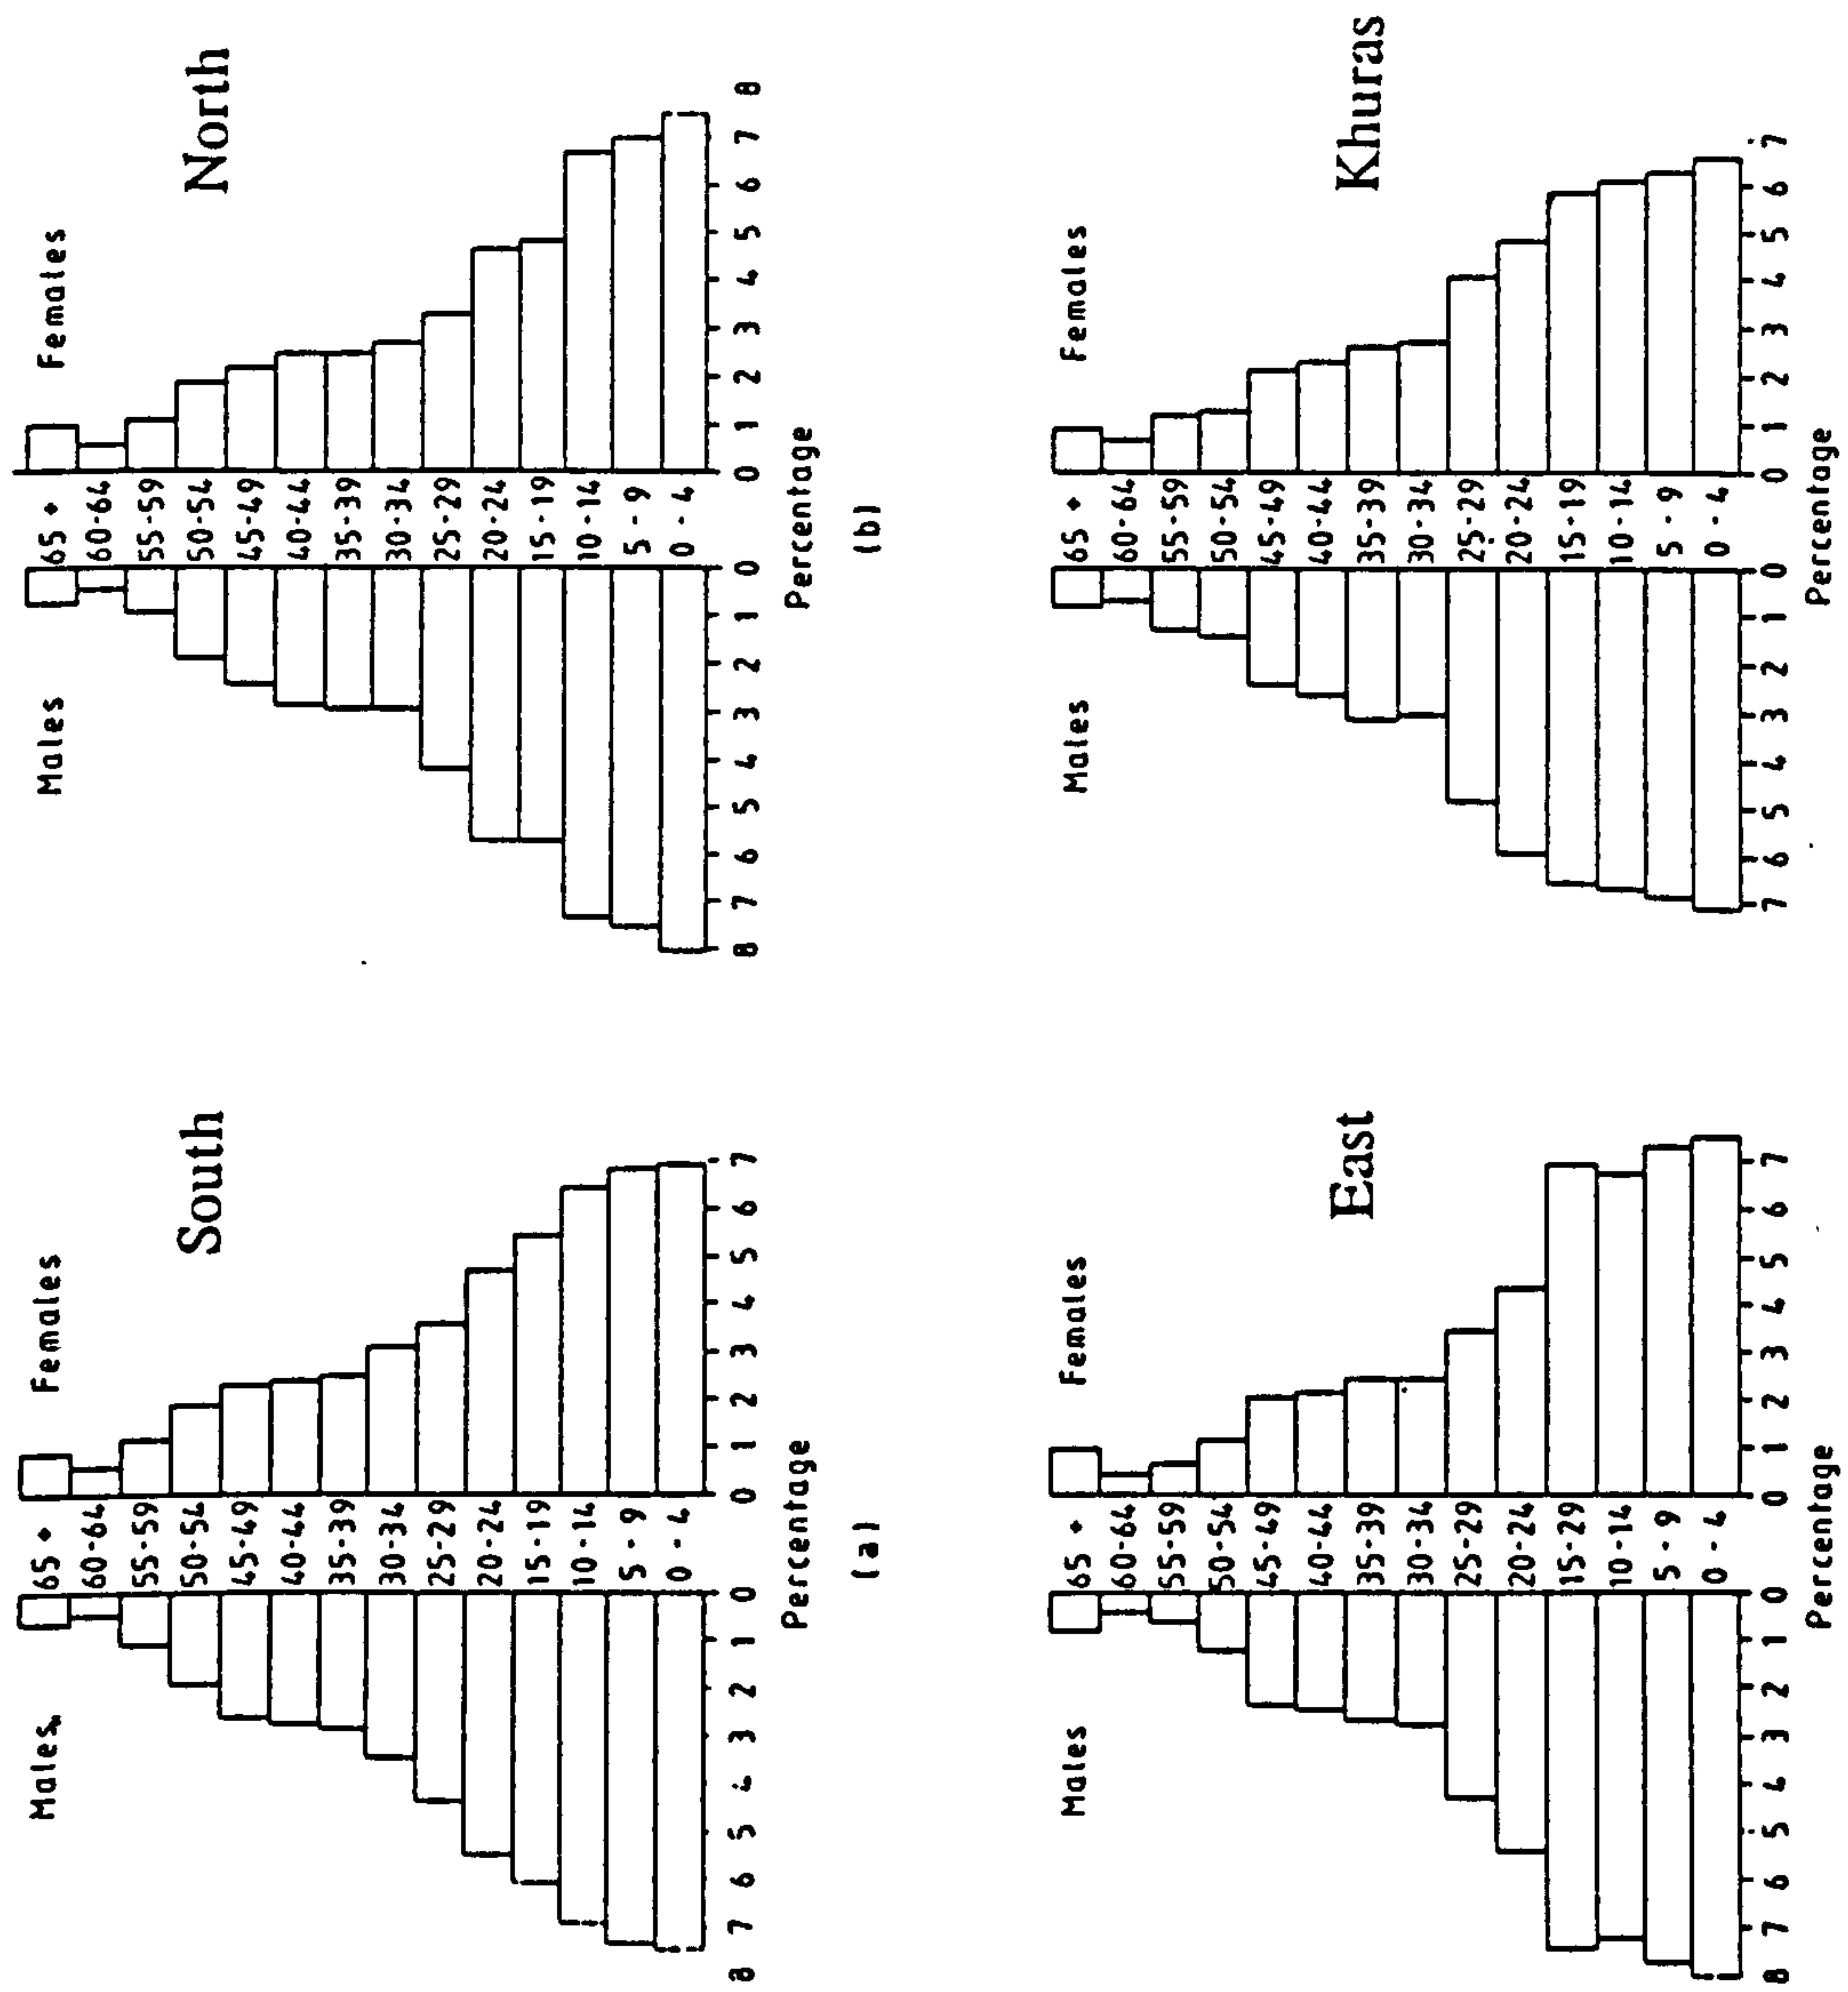 Males Females
South
65 +
60-64
55-59
50-54
45-49
40-44
35-39
30-34
25-29
20-24
15-19
10-14
5 - 9
0 - 4
8 7 6 5 4 3 2 1 0 0 1 2 3 4 5 6 7
Percentage
(a)
Males Females
North
65 +
60-64
55-59
50-54
45-49
40-44
35-39
30-34
25-29
20-24
15-19
10-14
5 - 9
0 - 4
8 7 6 5 4 3 2 1 0 0 1 2 3 4 5 6 7 8
Percentage
(b)
Males Females
East
65 +
60-64
55-59
50-54
45-49
40-44
35-39
30-34
25-29
20-24
15-29
10-14
5 - 9
0 - 4
8 7 6 5 4 3 2 1 0 0 1 2 3 4 5 6 7
Percentage
Males Females
Khuras
65 +
60-64
55-59
50-54
45-49
40-44
35-39
30-34
25-29
20-24
15-19
10-14
5 - 9
0 - 4
7 6 5 4 3 2 1 0 0 1 2 3 4 5 6 7
Percentage